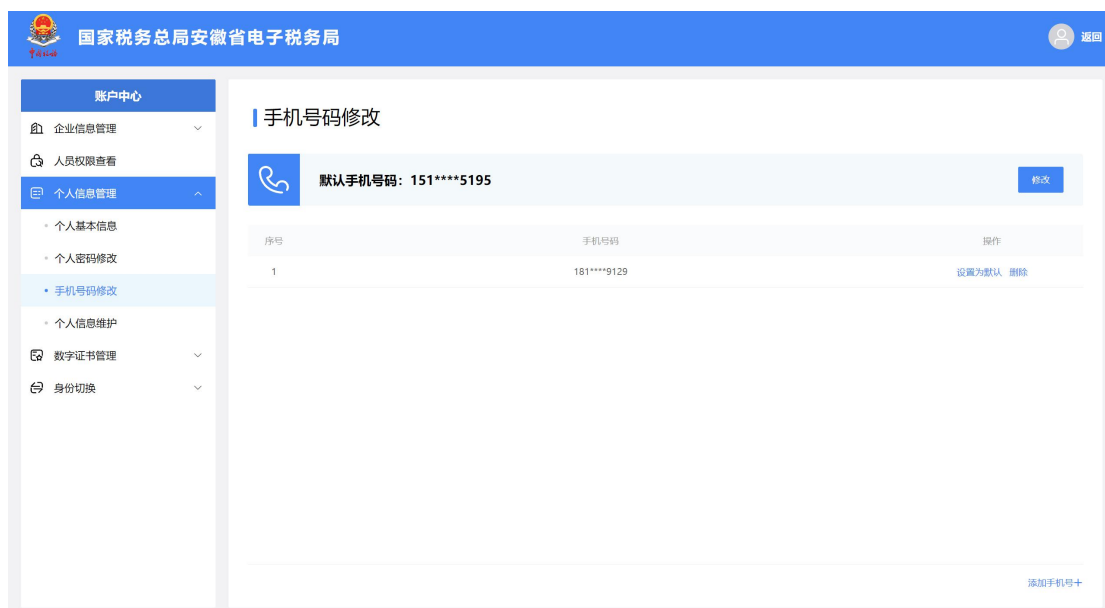 国家税务总局安徽省电子税务局
返回
账户中心
企业信息管理
人员权限查看
个人信息管理
个人基本信息
个人密码修改
手机号码修改
个人信息维护
数字证书管理
身份切换
手机号码修改
默认手机号码：151****5195
修改
序号 手机号码 操作
1 181****9129 设置为默认 删除
添加手机号+